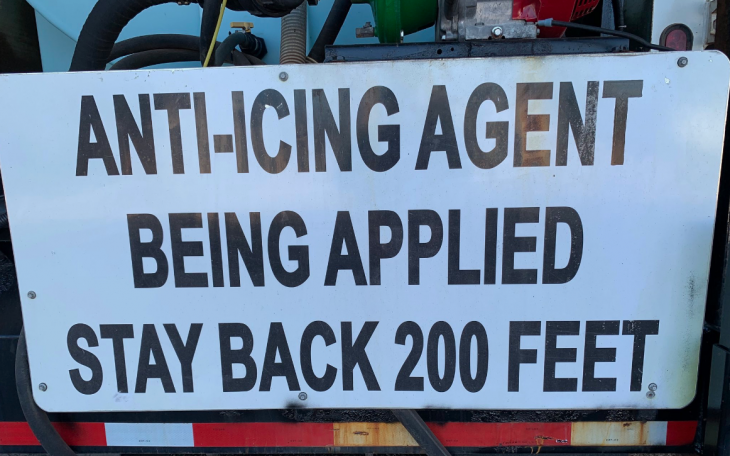 ANTI-ICING AGENT
BEING APPLIED
STAY BACK 200 FEET